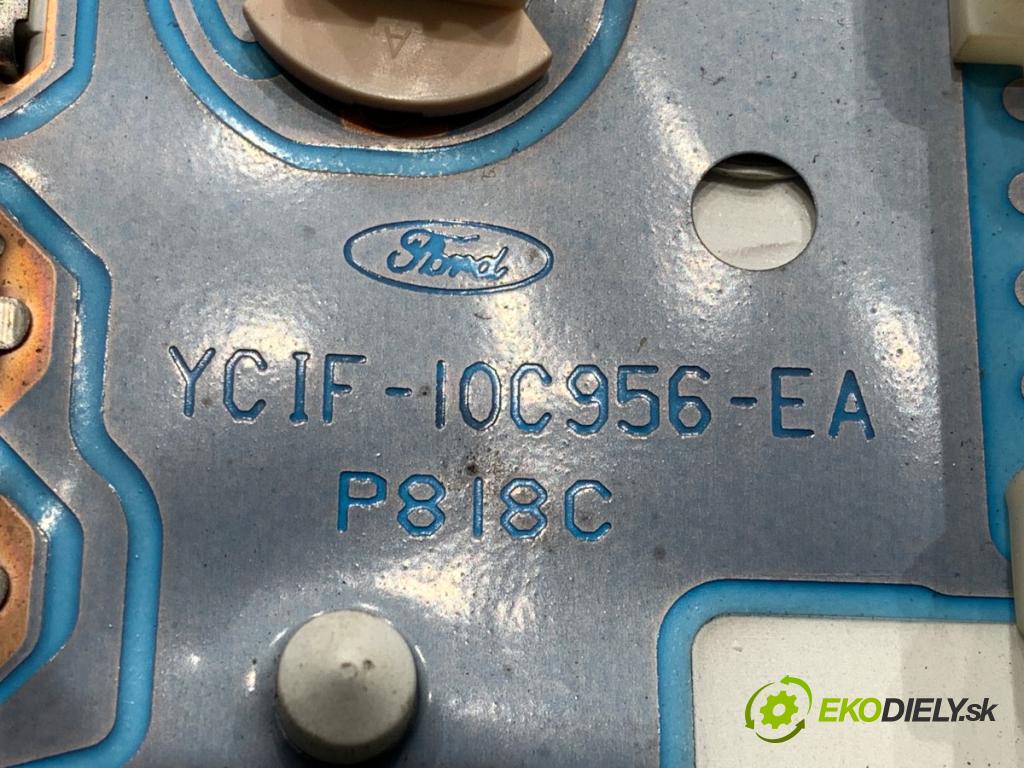 A
Ford
YC1F-10C956-EA
P818C
EKODIELY.sk